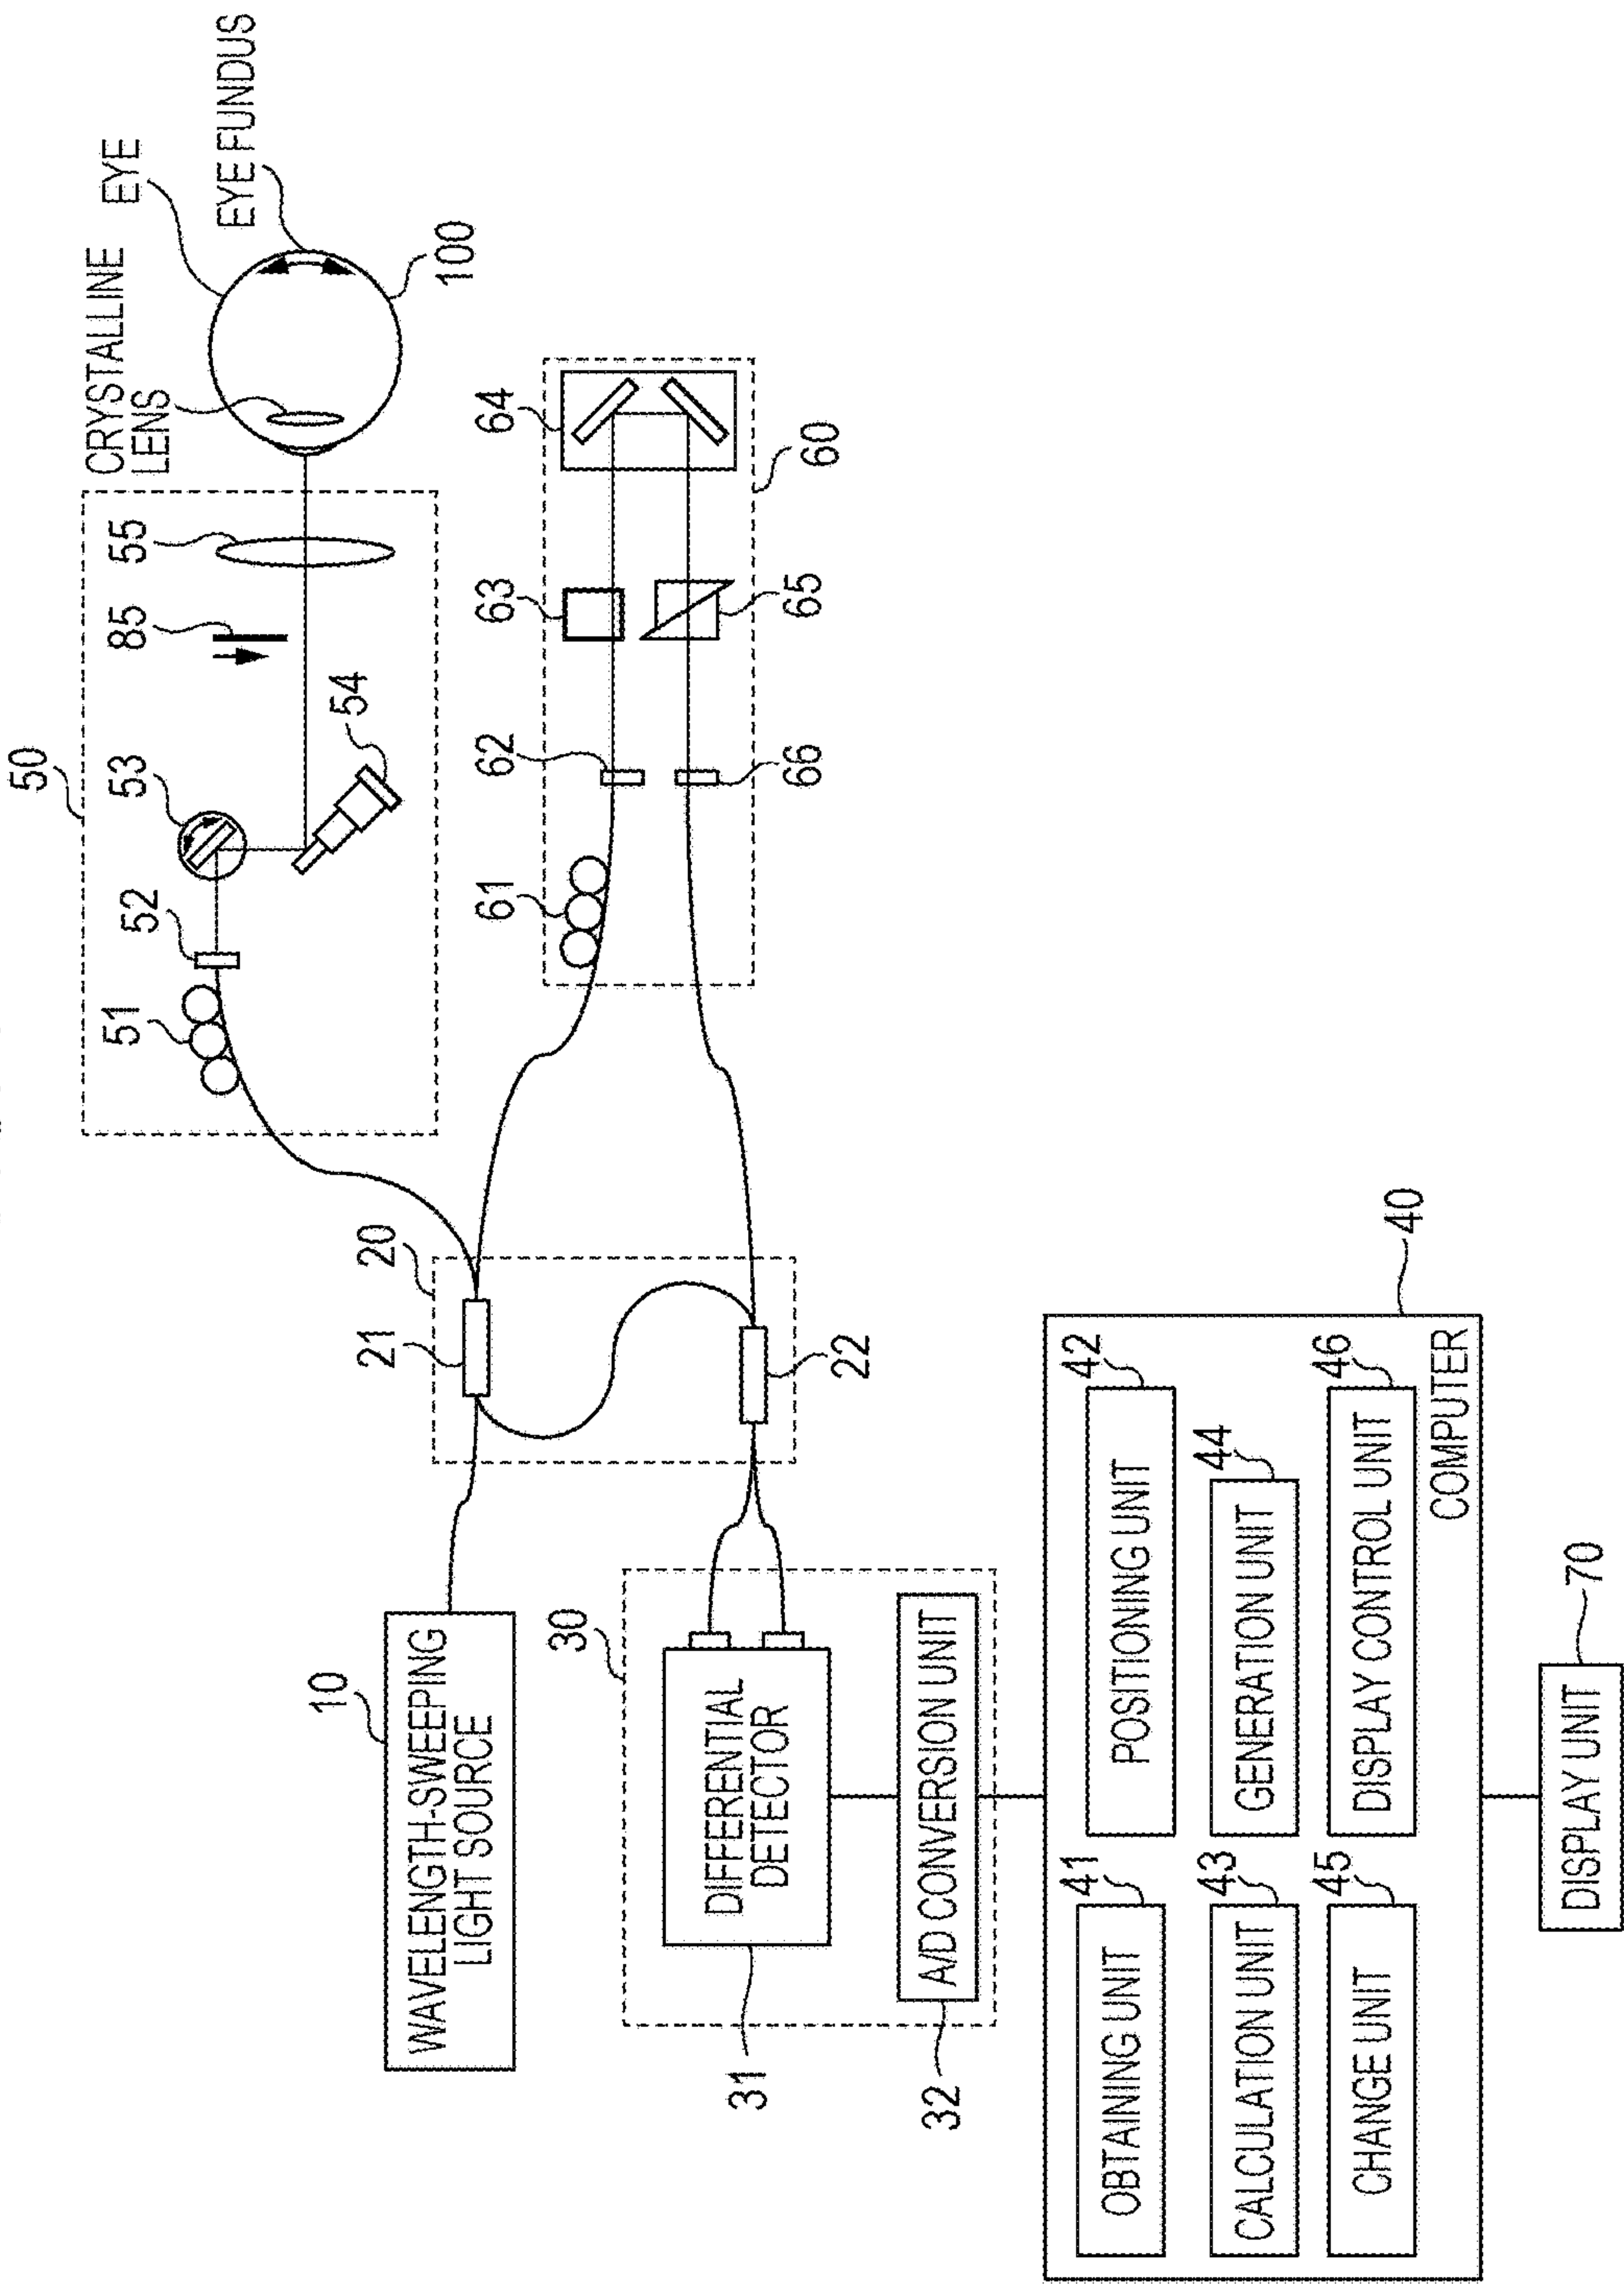 CRYSTALLINE
LENS
EYE
EYE FUNDUS
100
50
51
52
53
54
85
55
60
61
62
63
64
65
66
20
21
22
10
WAVELENGTH-SWEEPING
LIGHT SOURCE
30
DIFFERENTIAL
DETECTOR
31
A/D CONVERSION UNIT
32
40
COMPUTER
41
OBTAINING UNIT
42
POSITIONING UNIT
43
CALCULATION UNIT
44
GENERATION UNIT
45
CHANGE UNIT
46
DISPLAY CONTROL UNIT
70
DISPLAY UNIT